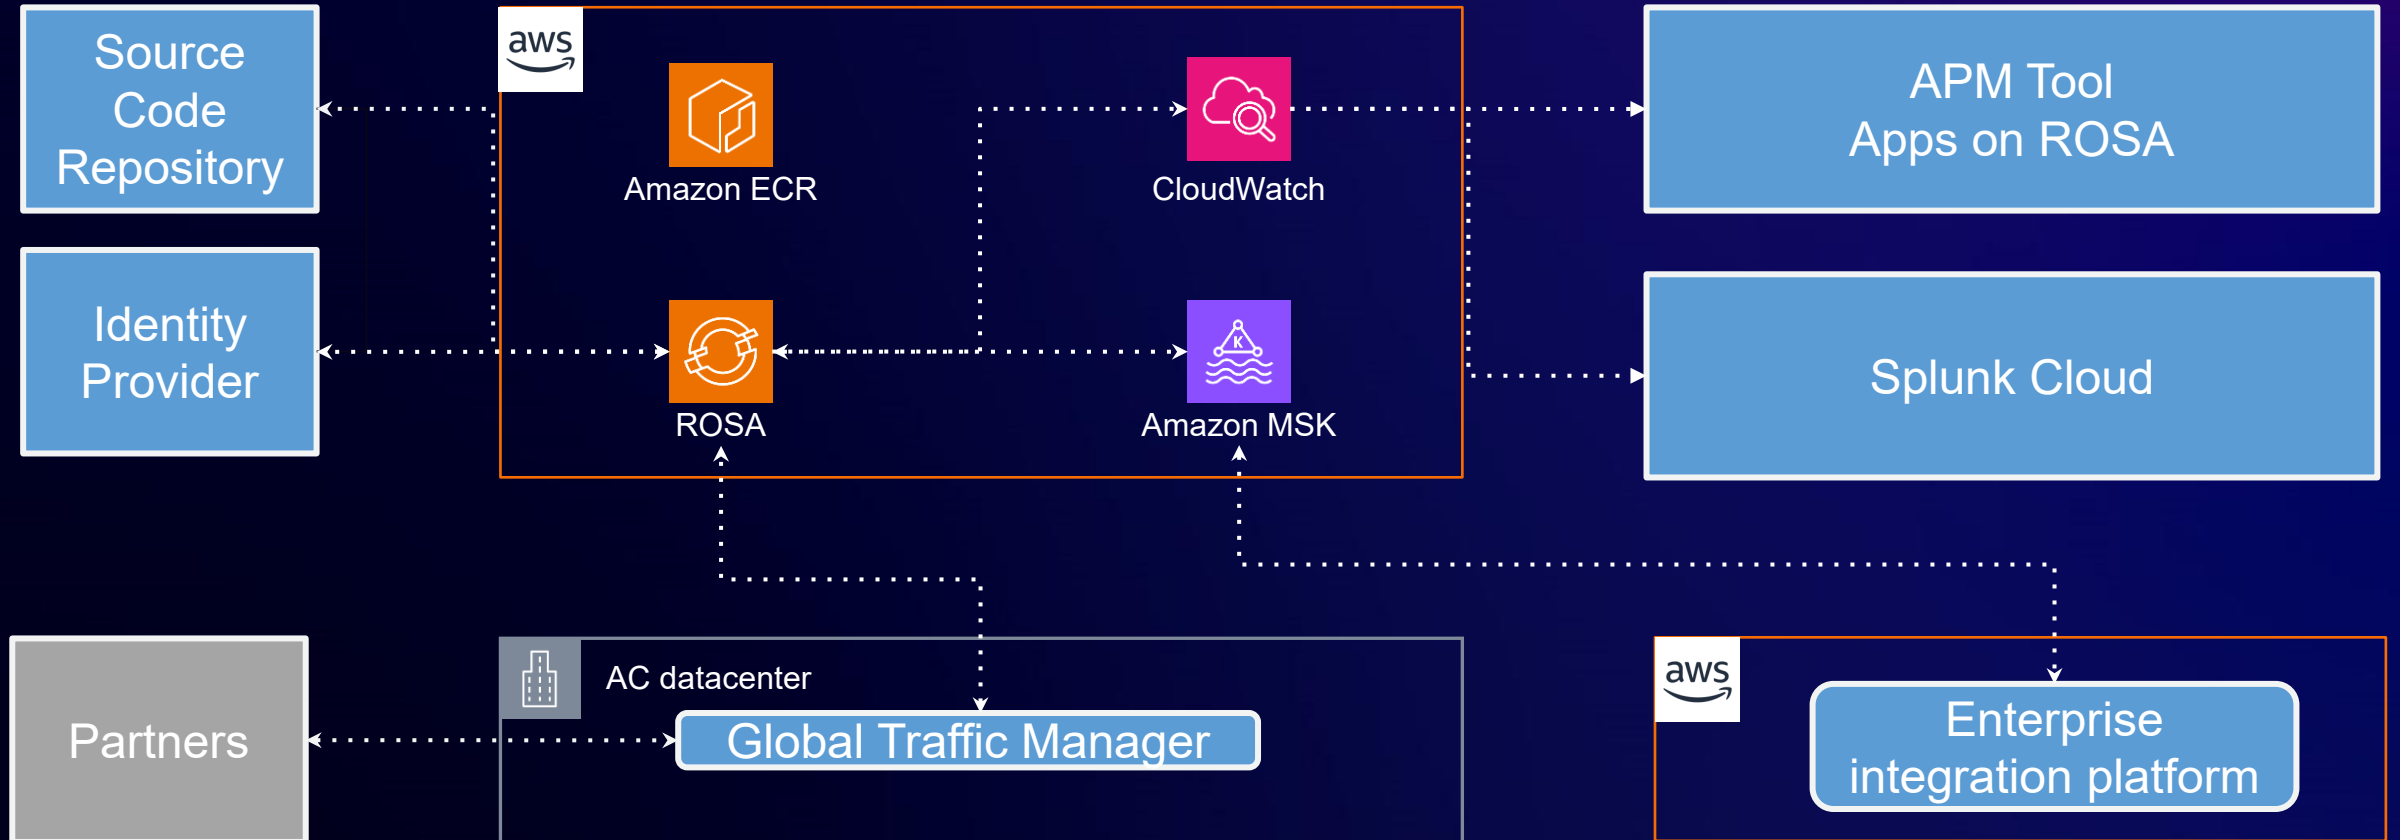 Source
Code
Repository
aws
Amazon ECR
CloudWatch
APM Tool
Apps on ROSA
Identity
Provider
ROSA
K
Amazon MSK
Splunk Cloud
Partners
AC datacenter
Global Traffic Manager
aws
Enterprise
integration platform